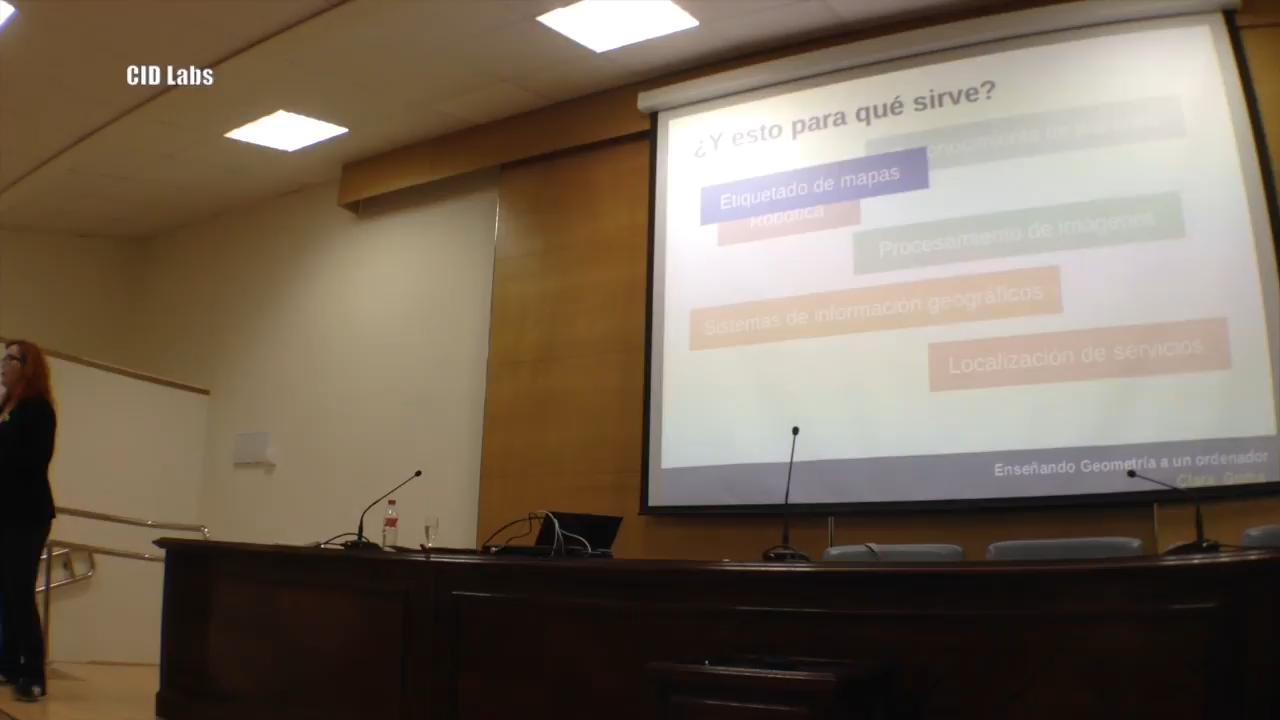 CID Labs
¿Y esto para qué sirve?
Etiquetado de mapas
Robótica
Procesamiento de imágenes
Sistemas de información geográficos
Localización de servicios
Enseñando Geometría a un ordenador
Clara